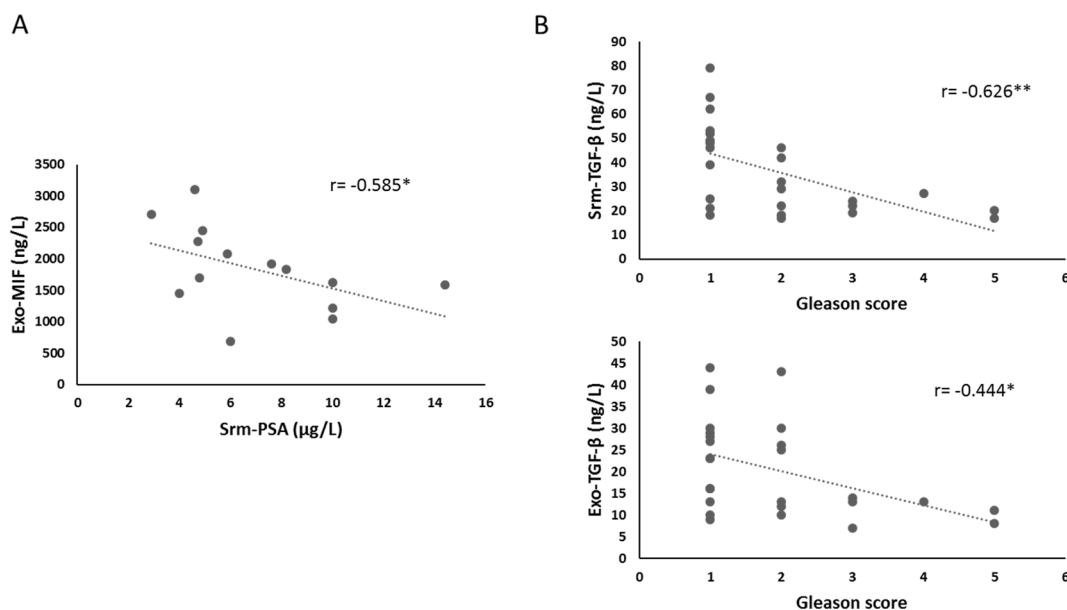 A
r= -0.585*
Exo-MIF (ng/L)
3500
3000
2500
2000
1500
1000
500
0
0 2 4 6 8 10 12 14 16
Srm-PSA (µg/L)
B
r= -0.626**
Srm-TGF-β (ng/L)
90
80
70
60
50
40
30
20
10
0
0 1 2 3 4 5 6
Gleason score
r= -0.444*
Exo-TGF-β (ng/L)
50
45
40
35
30
25
20
15
10
5
0
0 1 2 3 4 5 6
Gleason score